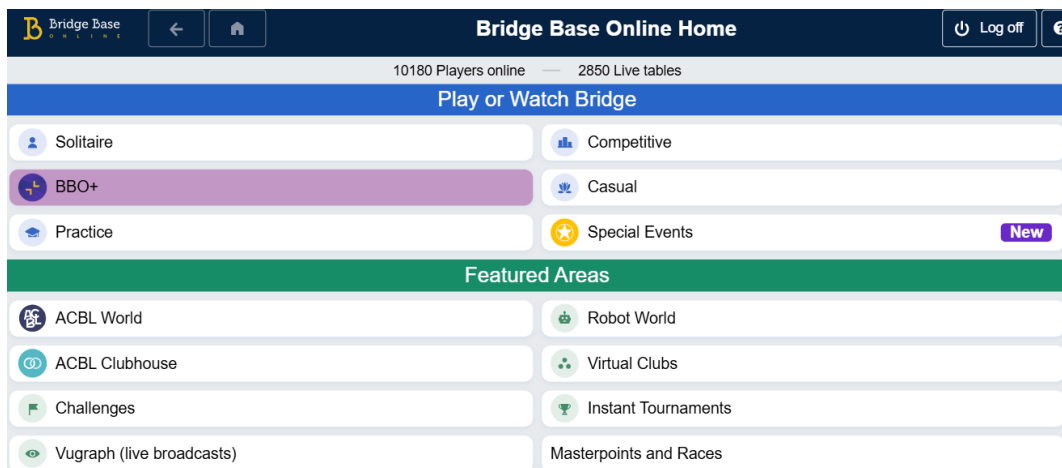 Bridge Base
ONLINE
Bridge Base Online Home
Log off
10180 Players online — 2850 Live tables
Play or Watch Bridge
Solitaire
Competitive
BBO+
Casual
Practice
Special Events
New
Featured Areas
ACBL
ACBL World
Robot World
ACBL Clubhouse
Virtual Clubs
Challenges
Instant Tournaments
Vugraph (live broadcasts)
Masterpoints and Races